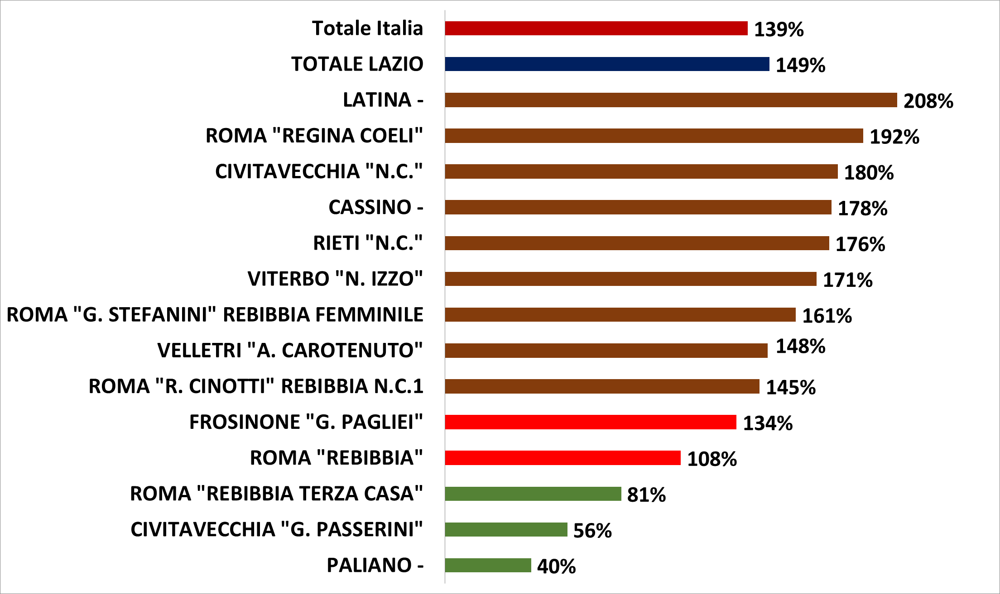 Totale Italia 139%
TOTALE LAZIO 149%
LATINA - 208%
ROMA "REGINA COELI" 192%
CIVITAVECCHIA "N.C." 180%
CASSINO - 178%
RIETI "N.C." 176%
VITERBO "N. IZZO" 171%
ROMA "G. STEFANINI" REBIBBIA FEMMINILE 161%
VELLETRI "A. CAROTENUTO" 148%
ROMA "R. CINOTTI" REBIBBIA N.C.1 145%
FROSINONE "G. PAGLIEI" 134%
ROMA "REBIBBIA" 108%
ROMA "REBIBBIA TERZA CASA" 81%
CIVITAVECCHIA "G. PASSERINI" 56%
PALIANO - 40%